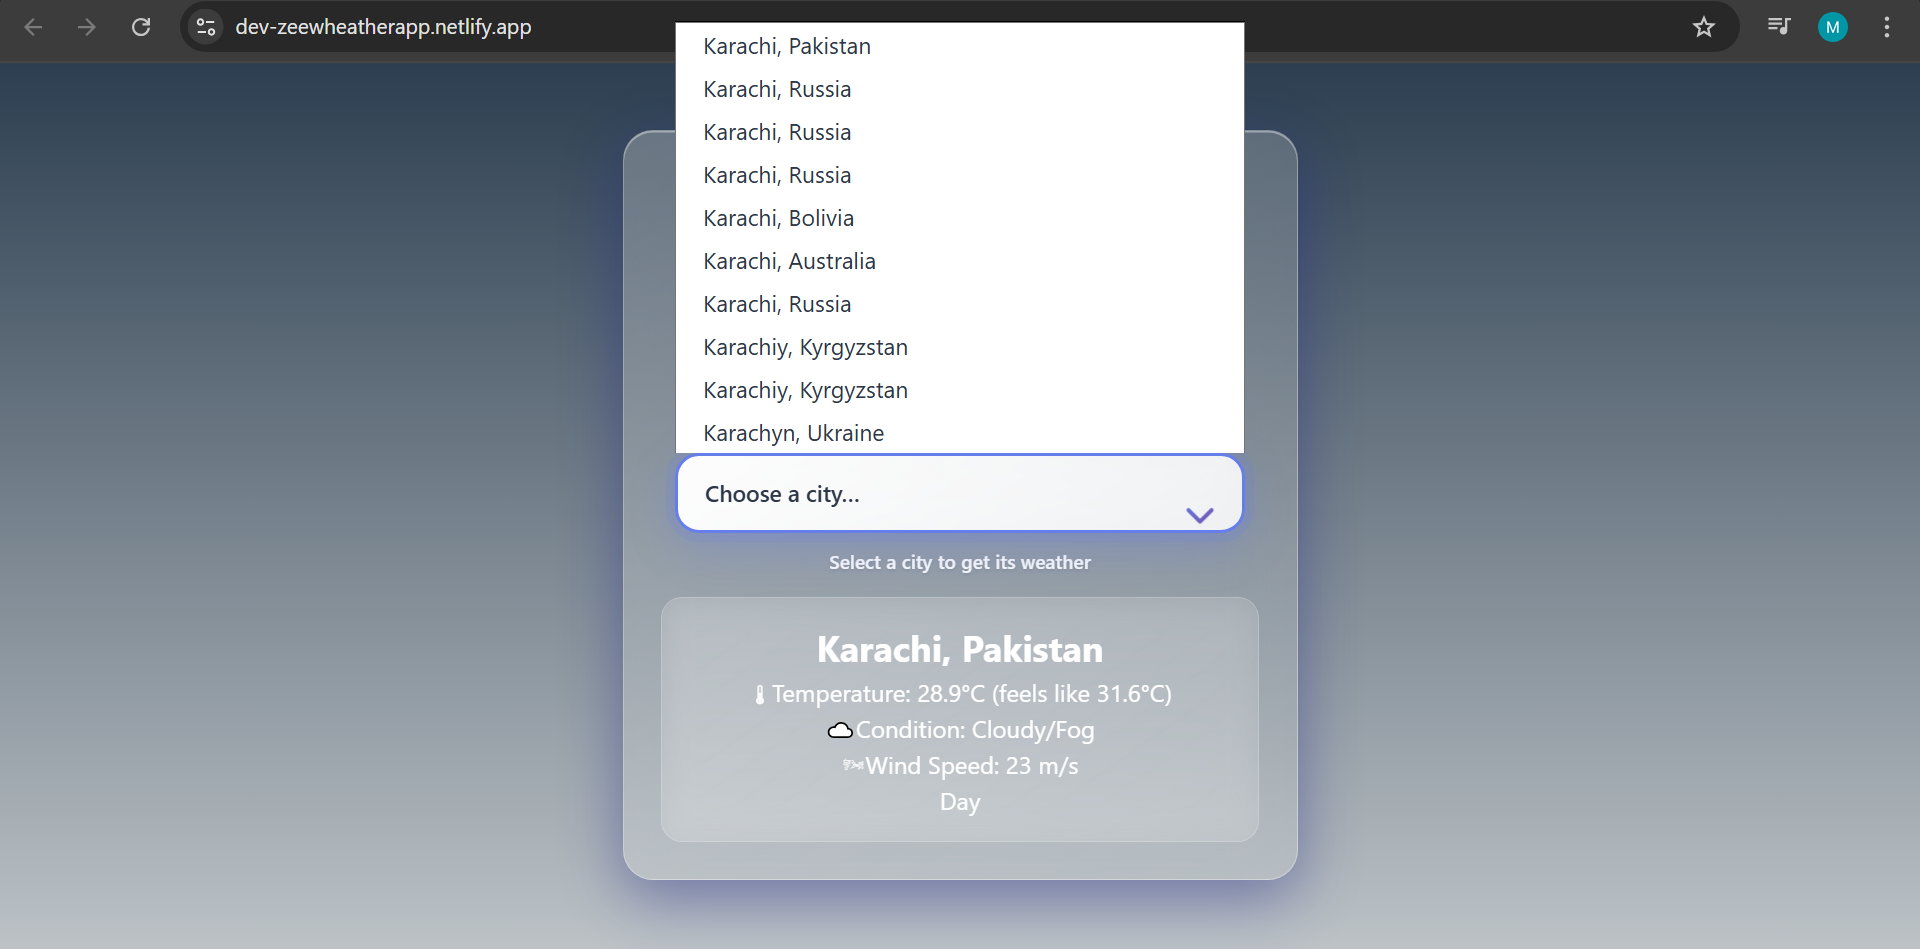 dev-zeewheatherapp.netlify.app
M
Karachi, Pakistan
Karachi, Russia
Karachi, Russia
Karachi, Russia
Karachi, Bolivia
Karachi, Australia
Karachi, Russia
Karachiy, Kyrgyzstan
Karachiy, Kyrgyzstan
Karachyn, Ukraine
Choose a city...
Select a city to get its weather
Karachi, Pakistan
Temperature: 28.9°C (feels like 31.6°C)
Condition: Cloudy/Fog
Wind Speed: 23 m/s
Day